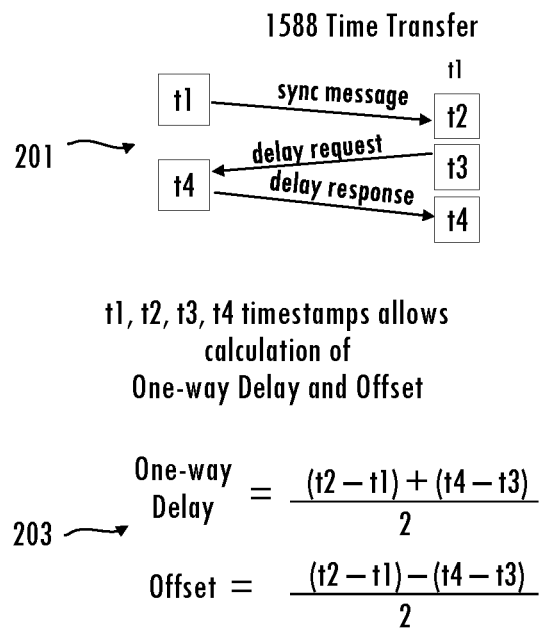 1588 Time Transfer
t1
t1
sync message
t2
201
delay request
t3
t4
delay response
t4
t1, t2, t3, t4 timestamps allows
calculation of
One-way Delay and Offset
One-way
Delay = (t2 – t1) + (t4 – t3)
2
203
Offset = (t2 – t1) – (t4 – t3)
2